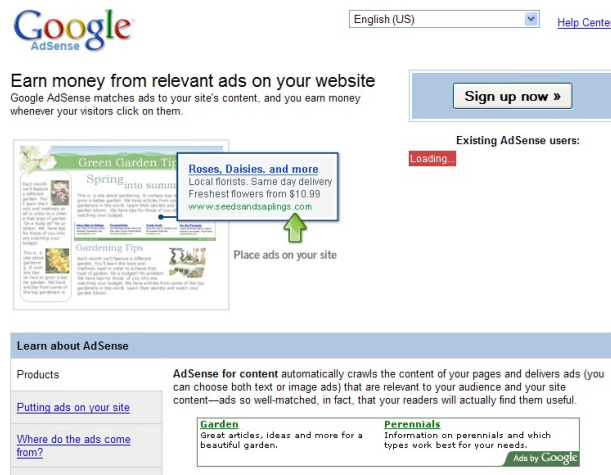 Google
AdSense
English (US)
Help Center
Earn money from relevant ads on your website
Google AdSense matches ads to your site's content, and you earn money
whenever your visitors click on them.
Sign up now »
Existing AdSense users:
Loading...
Green Garden Tips
Spring
into summ
Roses, Daisies. and more
Local florists. Same day delivery
Freshest flowers from $10.99
www.seedsandsaplings.com
Gardening Tips
Place ads on your site
Learn about AdSense
Products
Putting ads on your site
Where do the ads come
from?
AdSense for content automatically crawls the content of your pages and delivers ads (you
can choose both text or image ads) that are relevant to your audience and your site
content—ads so well-matched, in fact, that your readers will actually find them useful.
Garden
Great articles, ideas and more for a
beautiful garden.
Perennials
Information on perennials and which
types work best for your needs.
Ads by Google